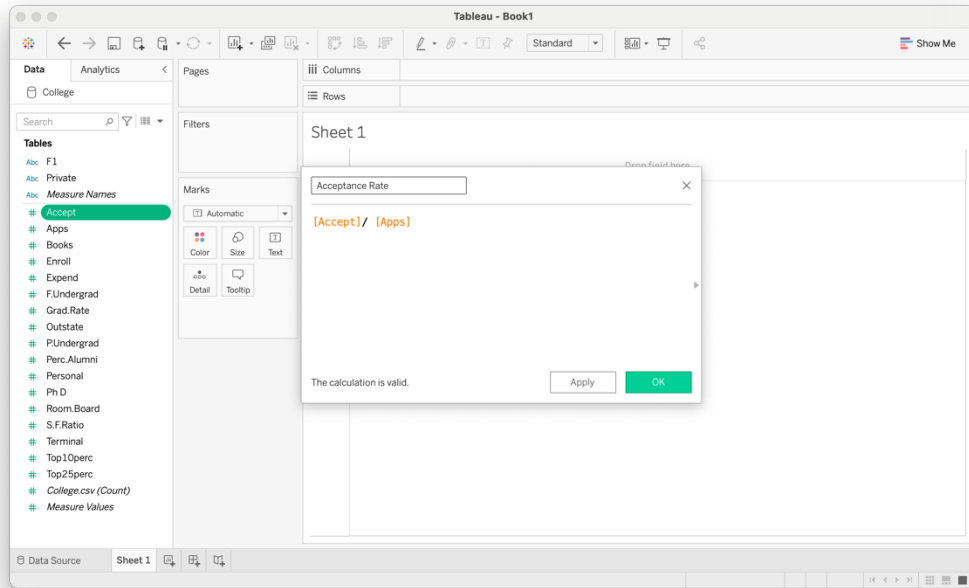 Tableau - Book1
Standard
Show Me
Data
Analytics
Pages
Columns
College
Rows
Search
Filters
Sheet 1
Tables
Abc F1
Abc Private
Abc Measure Names
# Accept
# Apps
# Books
# Enroll
# Expend
# F.Undergrad
# Grad.Rate
# Outstate
# P.Undergrad
# Perc.Alumni
# Personal
# Ph D
# Room.Board
# S.F.Ratio
# Terminal
# Top10perc
# Top25perc
# College.csv (Count)
# Measure Values
Marks
Automatic
Color
Size
Text
Detail
Tooltip
Drop field here
Acceptance Rate
[Accept]/ [Apps]
The calculation is valid.
Apply
OK
Data Source
Sheet 1